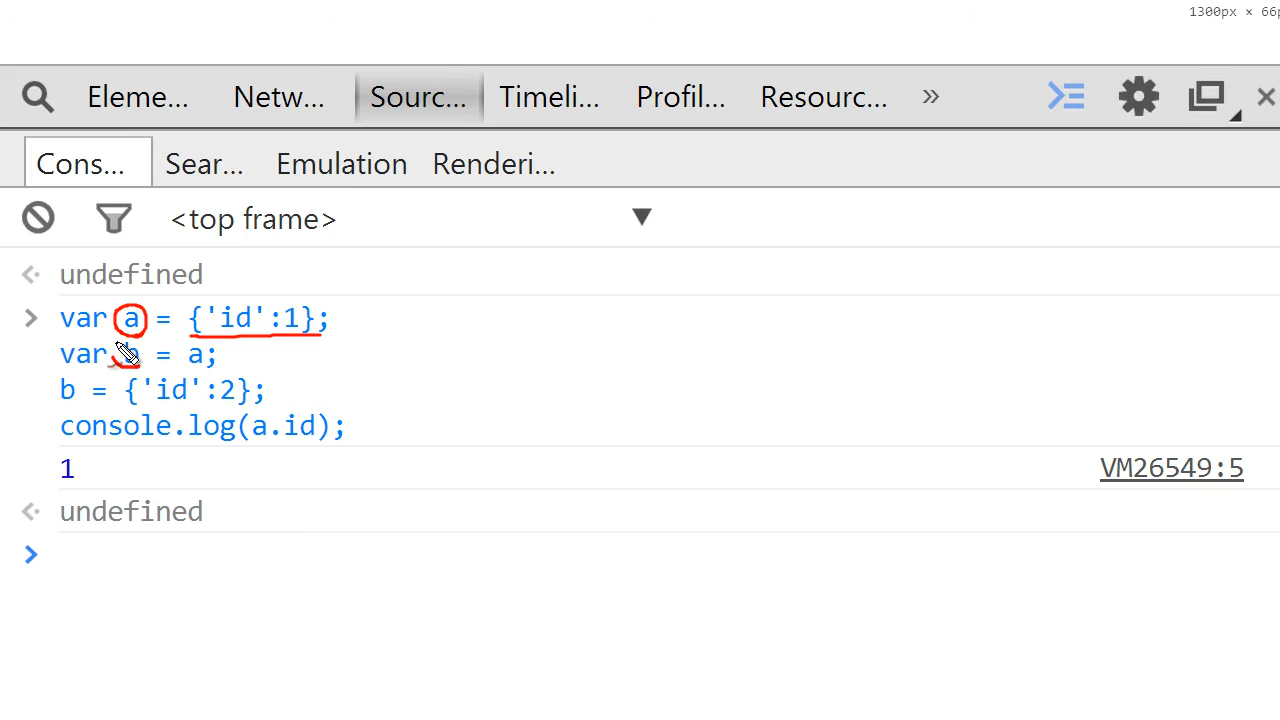 1300px × 66p
Eleme... Netw... Sourc... Timeli... Profil... Resourc... »
Cons... Sear... Emulation Renderi...
<top frame>
undefined
var a = {'id':1};
var b = a;
b = {'id':2};
console.log(a.id);
1 VM26549:5
undefined